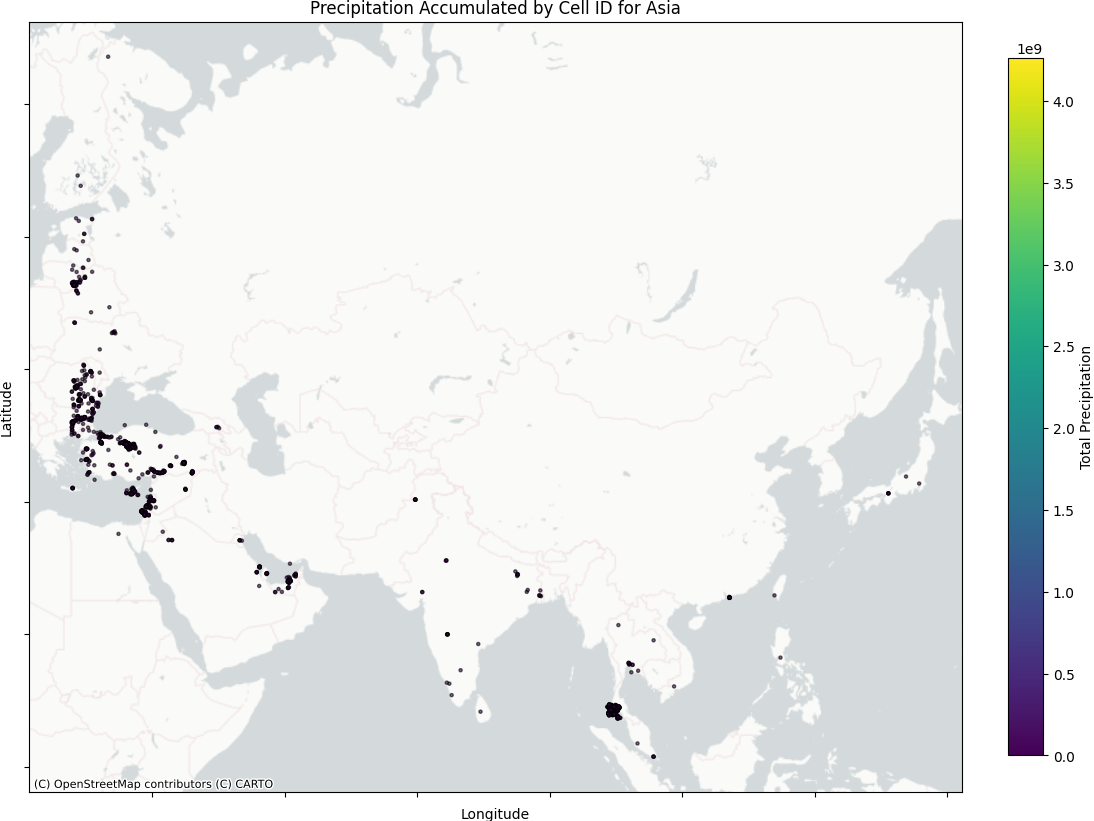 Precipitation Accumulated by Cell ID for Asia
1e9
4.0
3.5
3.0
2.5
2.0
1.5
1.0
0.5
0.0
Total Precipitation
Latitude
(C) OpenStreetMap contributors (C) CARTO
Longitude